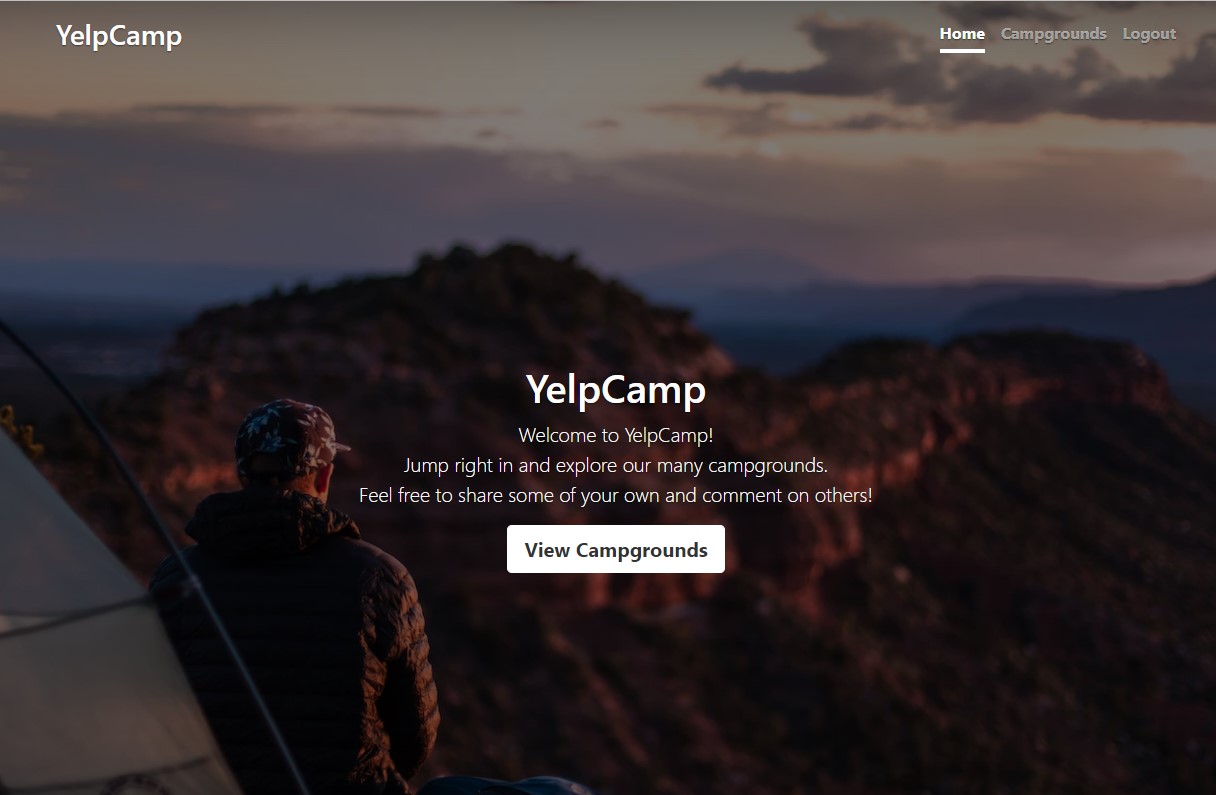 YelpCamp
Home Campgrounds Logout
YelpCamp
Welcome to YelpCamp!
Jump right in and explore our many campgrounds.
Feel free to share some of your own and comment on others!
View Campgrounds